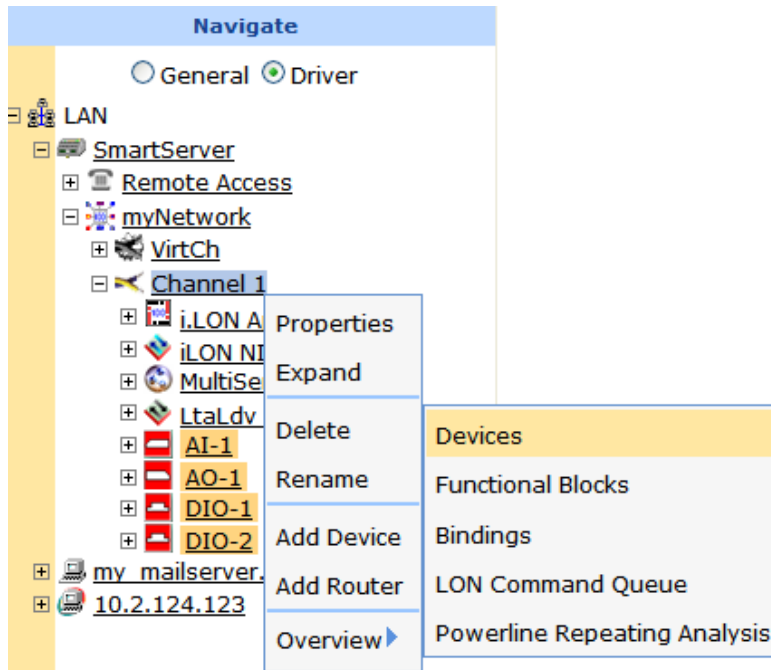 Navigate
General Driver
LAN
SmartServer
Remote Access
myNetwork
VirtCh
Channel 1
i.LON A
iLON NI
MultiSe
LtaLdv
AI-1
AO-1
DIO-1
DIO-2
my_mailserver.
10.2.124.123
Properties
Expand
Delete
Rename
Add Device
Add Router
Overview
Devices
Functional Blocks
Bindings
LON Command Queue
Powerline Repeating Analysis